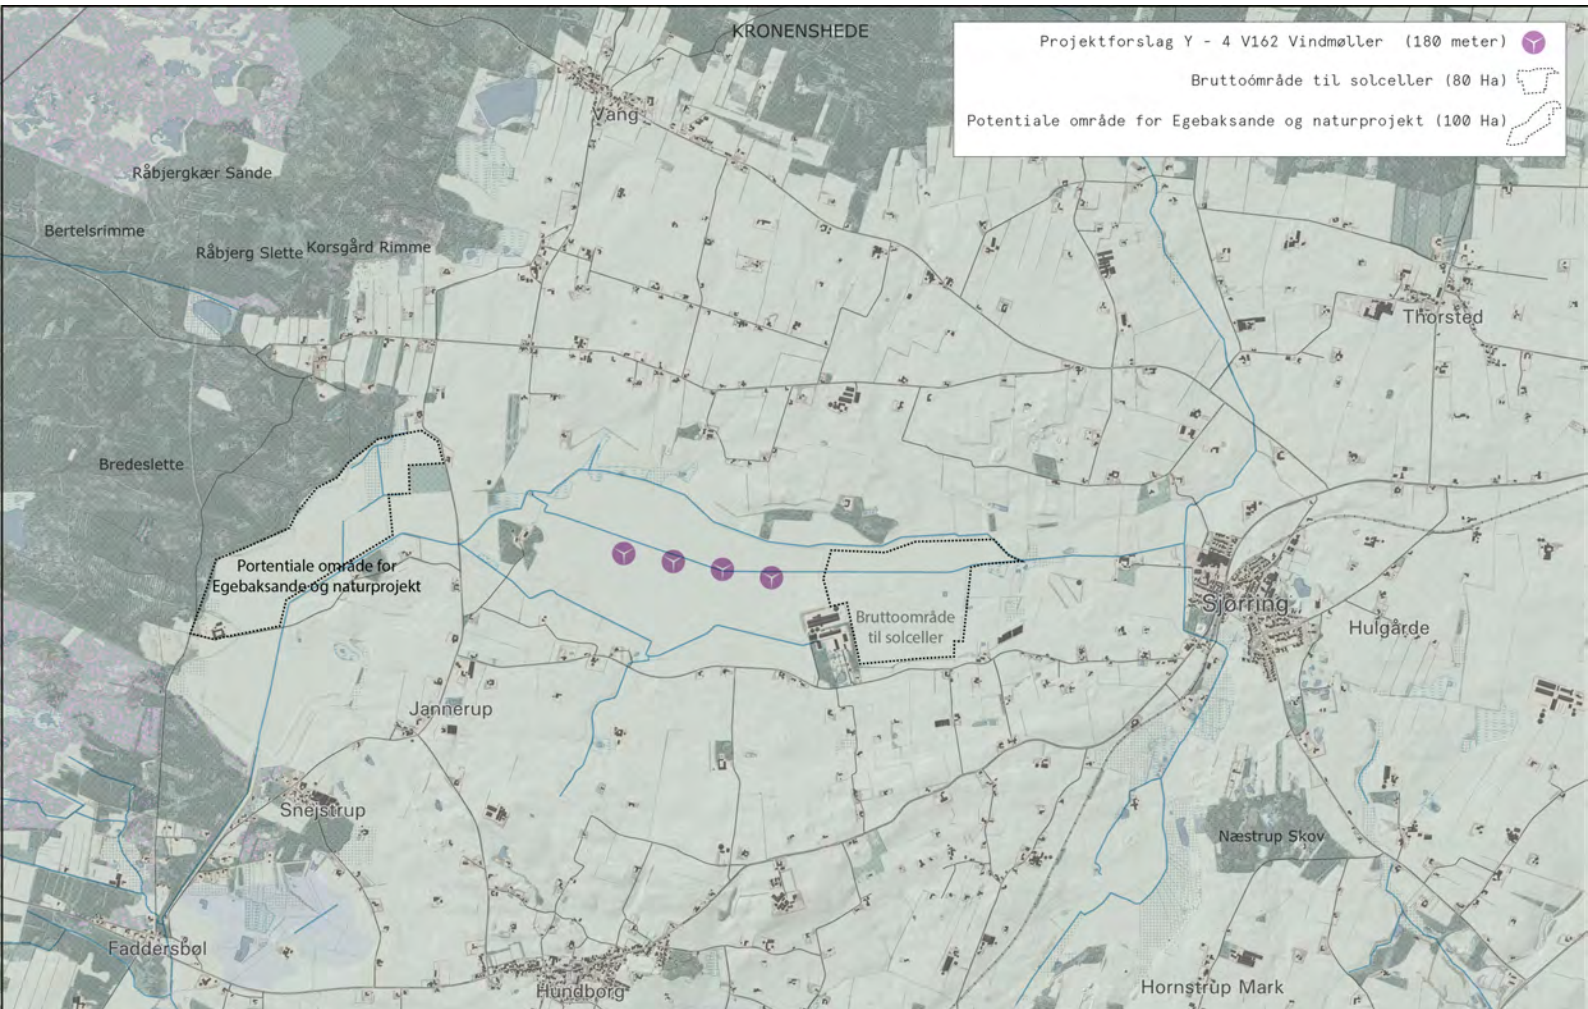 KRONENSHEDE
Projektforslag Y - 4 V162 Vindmøller (180 meter)
Bruttoómråde til solceller (80 Ha)
Potentiale område for Egebaksande og naturprojekt (100 Ha)
Vang
Råbjergkær Sande
Bertelsrimme
Råbjerg Slette
Korsgård Rimme
Thorsted
Bredeslette
Portentiale område for
Egebaksande og naturprojekt
Bruttoområde
til solceller
Sjørring
Hulgårde
Jannerup
Snejstrup
Næstrup Skov
Faddersbøl
Hundborg
Hornstrup Mark